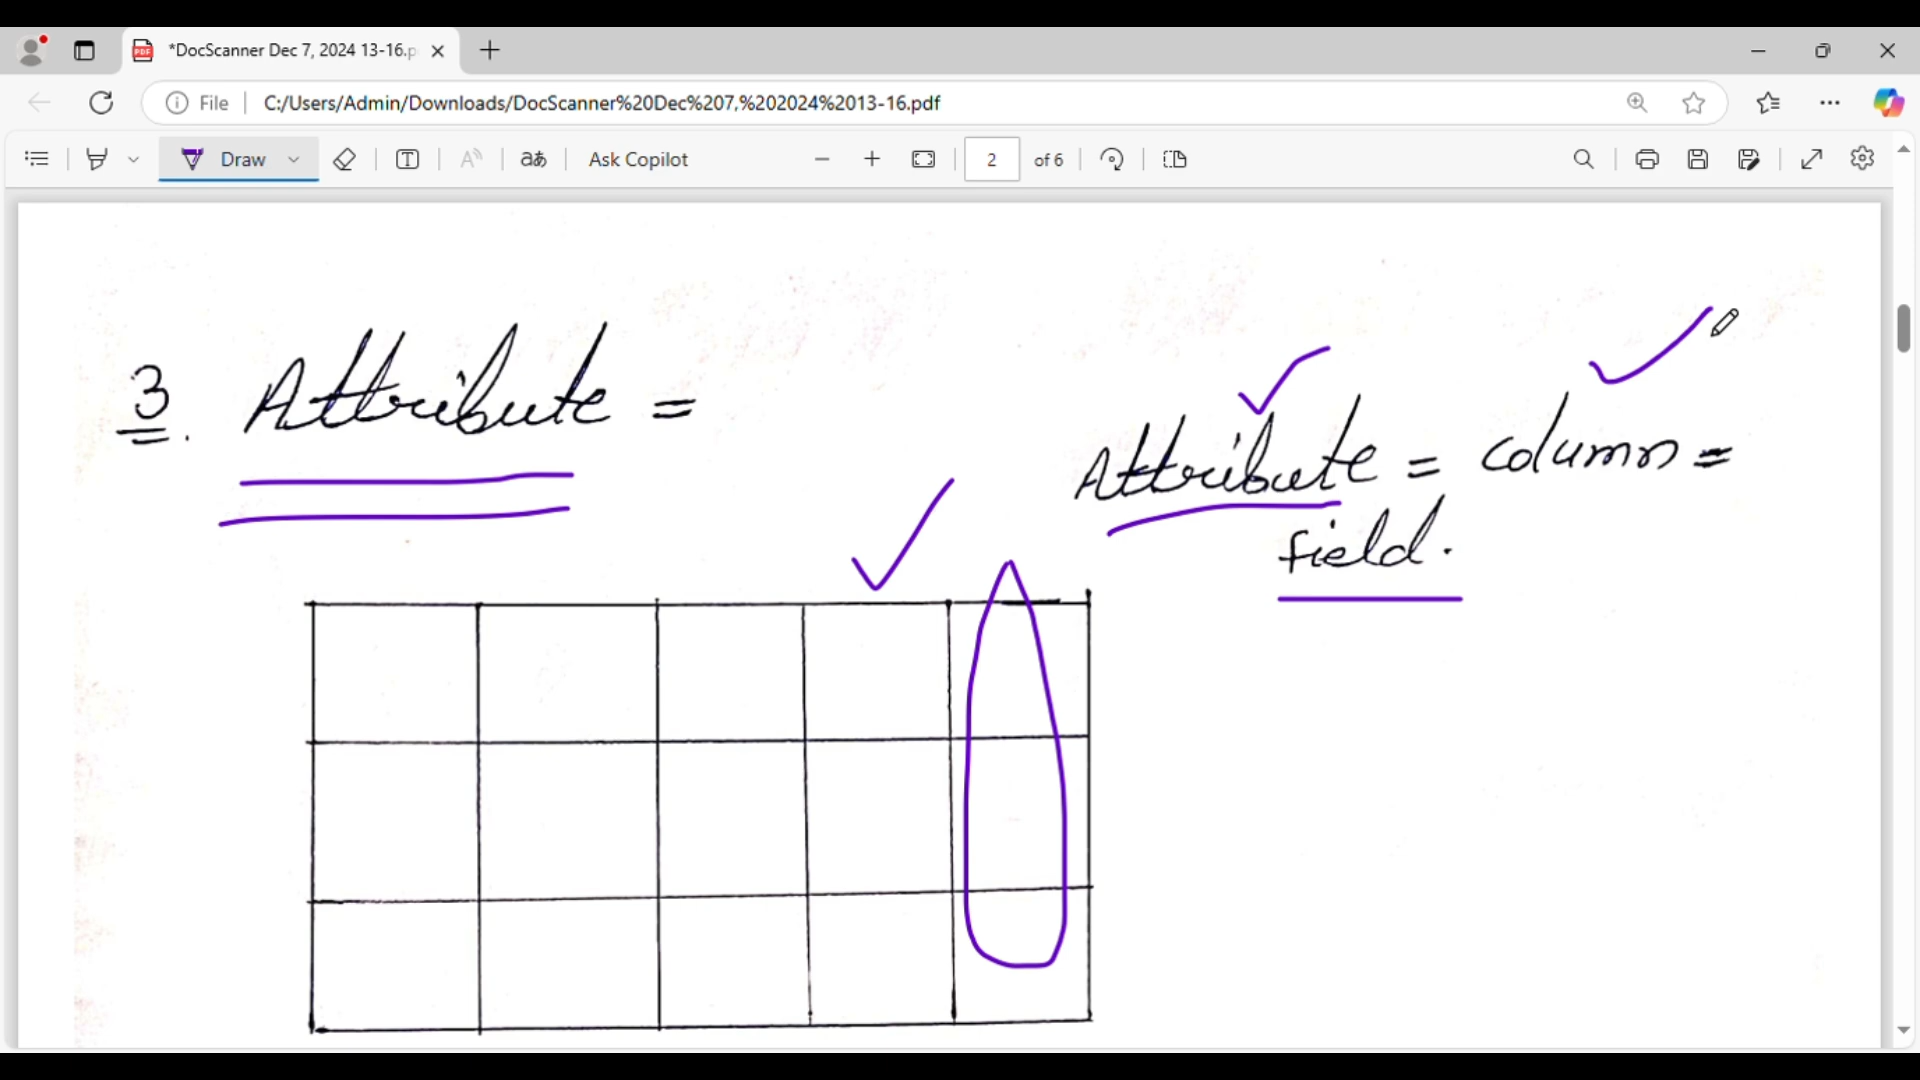 *DocScanner Dec 7, 2024 13-16.p
File
C:/Users/Admin/Downloads/DocScanner%20Dec%207,%202024%2013-16.pdf
Draw
Ask Copilot
2 of 6
3. Attribute =
Attribute = column =
field.